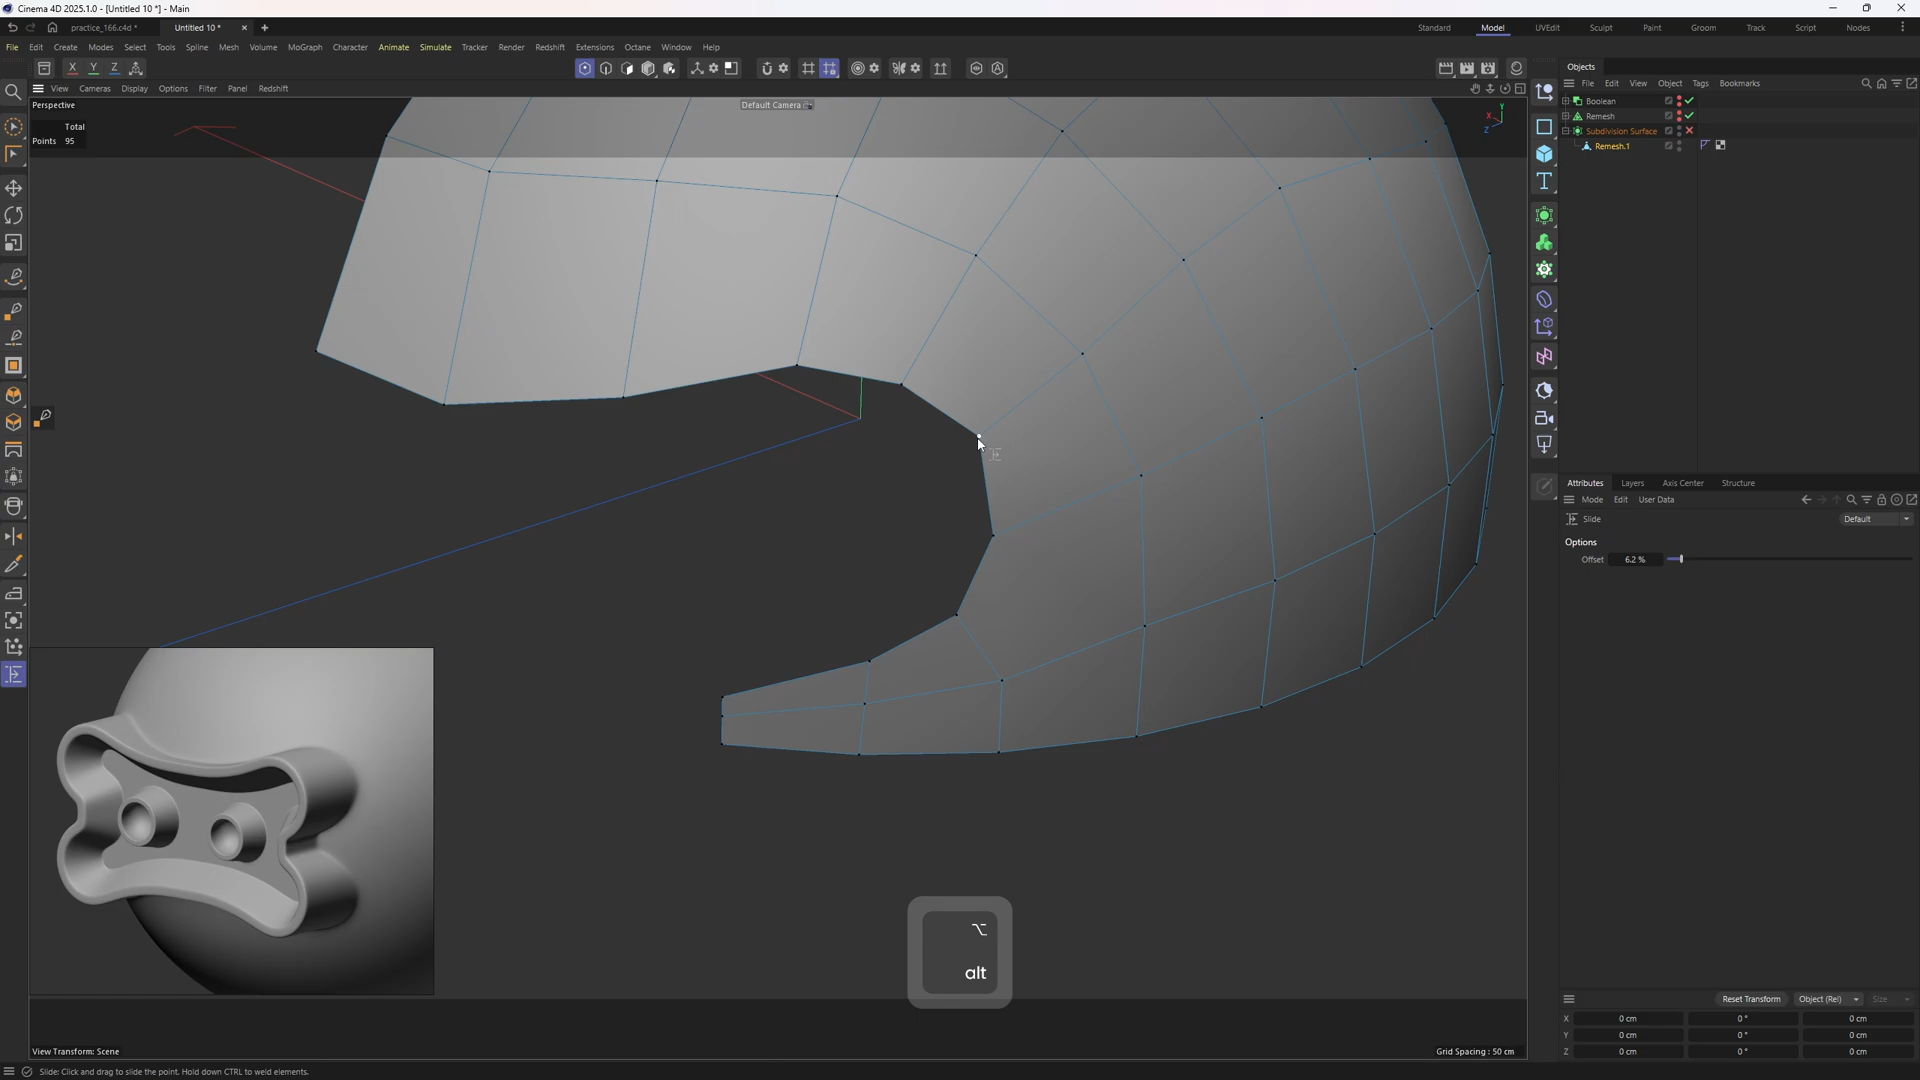 Cinema 4D 2025.1.0 - [Untitled 10 *] - Main
practice_166.c4d *
Untitled 10 *
Standard
Model
UVEdit
Sculpt
Paint
Groom
Track
Script
Nodes
File Edit Create Modes Select Tools Spline Mesh Volume MoGraph Character Animate Simulate Tracker Render Redshift Extensions Octane Window Help
X Y Z
View Cameras Display Options Filter Panel Redshift
Perspective
Default Camera
Total
Points 95
Y
X
Z
Objects
File Edit View Object Tags Bookmarks
Boolean
Remesh
Subdivision Surface
Remesh.1
Attributes Layers Axis Center Structure
Mode Edit User Data
Slide
Default
Options
Offset 6.2 %
alt
Reset Transform Object (Rel) Size
X 0 cm 0 ° 0 cm
Y 0 cm 0 ° 0 cm
Z 0 cm 0 ° 0 cm
View Transform: Scene
Grid Spacing : 50 cm
Slide: Click and drag to slide the point. Hold down CTRL to weld elements.